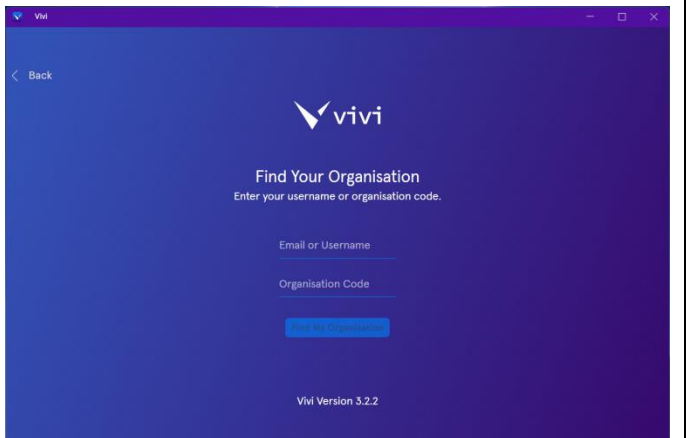 Vivi
Back
vivi
Find Your Organisation
Enter your username or organisation code.
Email or Username
Organisation Code
Find My Organisation
Vivi Version 3.2.2